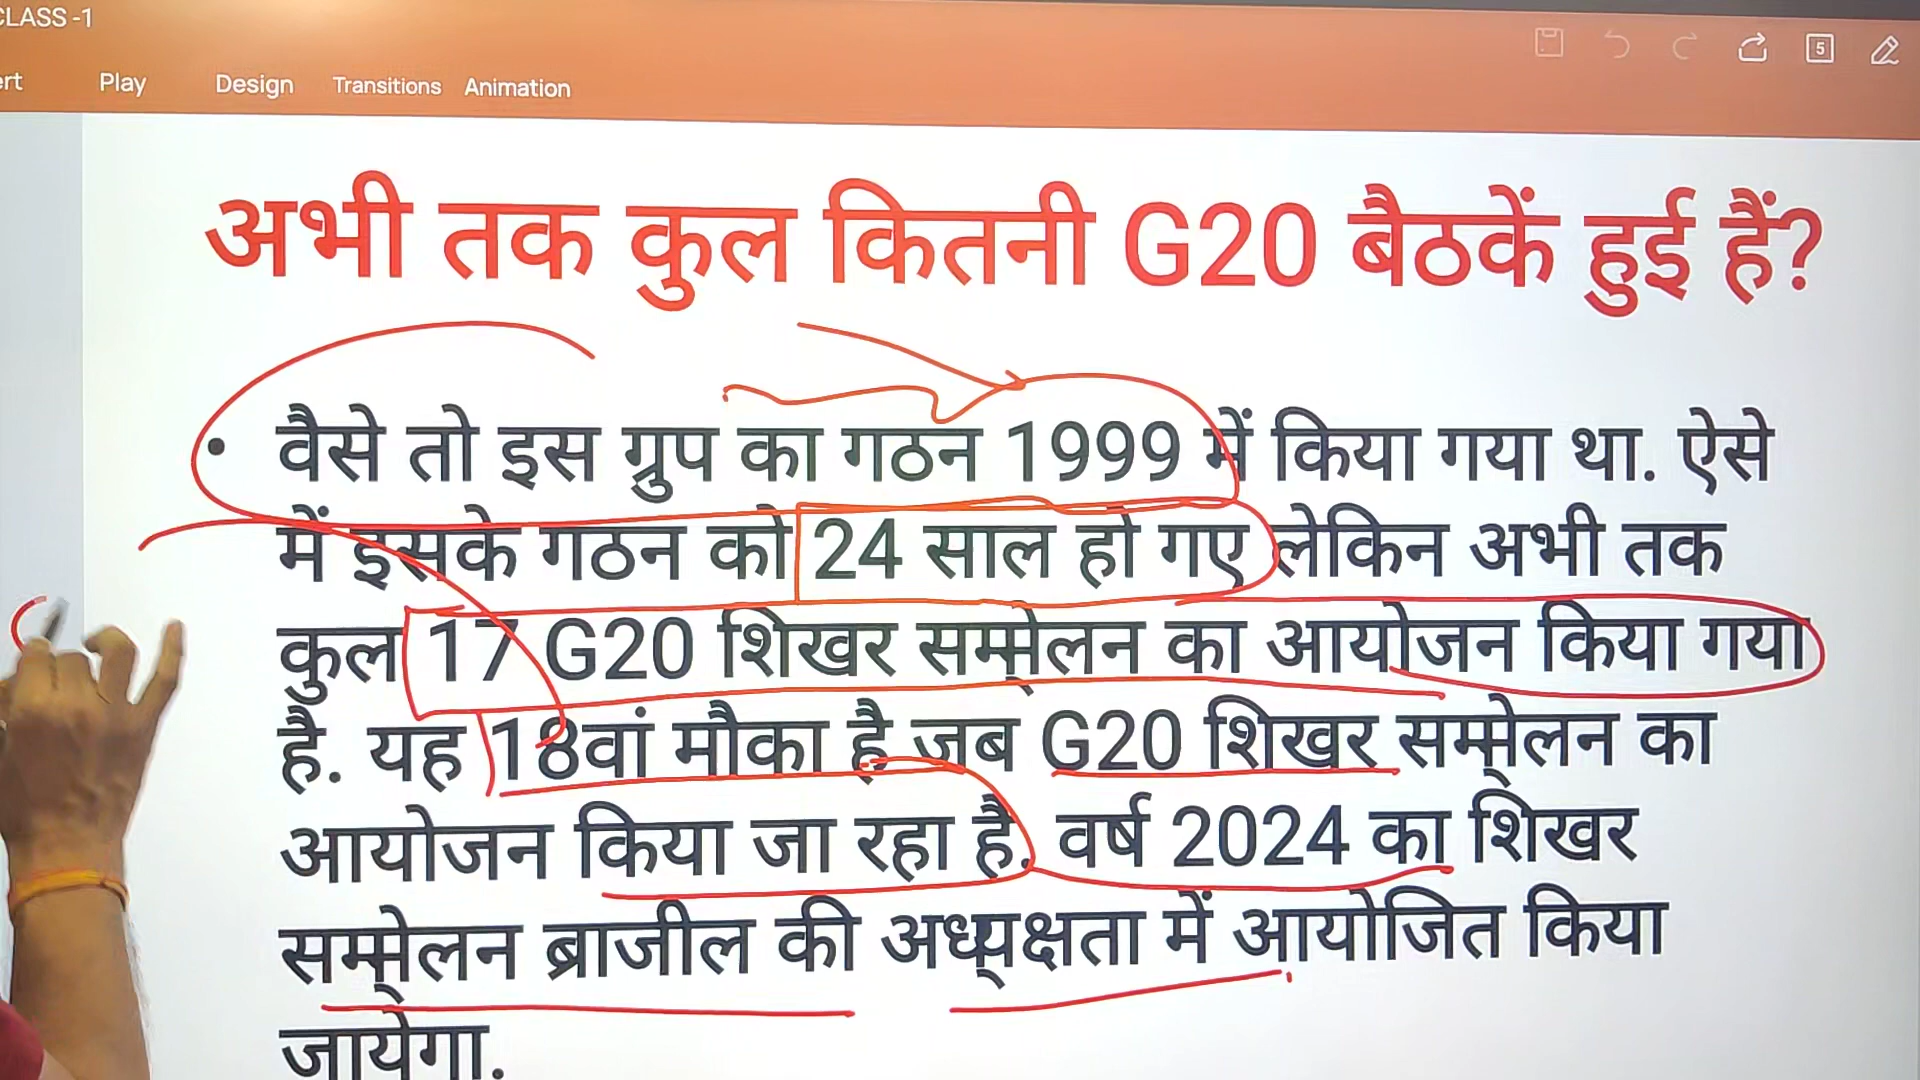 CLASS -1
ert Play Design Transitions Animation
5
अभी तक कुल कितनी G20 बैठकें हुई हैं?
• वैसे तो इस ग्रुप का गठन 1999 में किया गया था. ऐसे
में इसके गठन को 24 साल हो गए लेकिन अभी तक
कुल 17 G20 शिखर सम्मेलन का आयोजन किया गया
है. यह 18वां मौका है जब G20 शिखर सम्मेलन का
आयोजन किया जा रहा है. वर्ष 2024 का शिखर
सम्मेलन ब्राजील की अध्यक्षता में आयोजित किया
जायेगा.